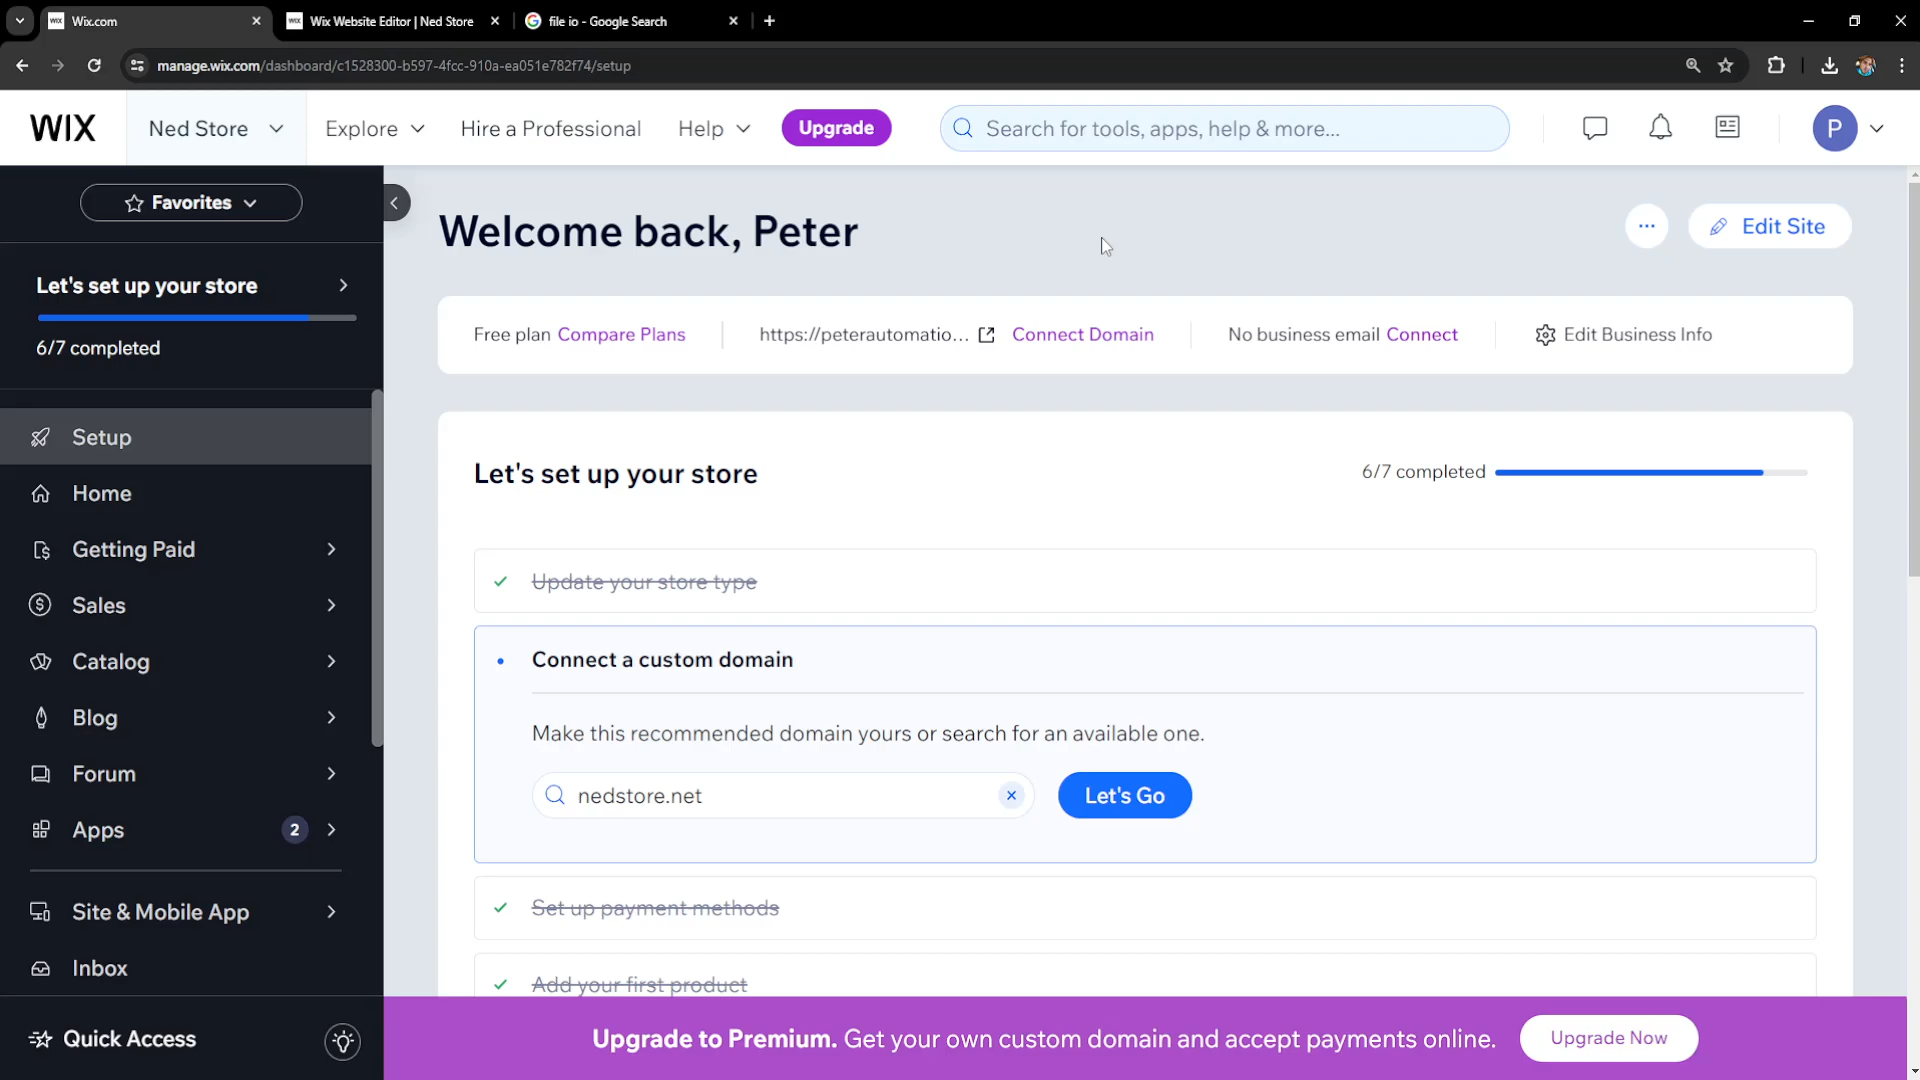 Wix.com
Wix Website Editor | Ned Store
file io - Google Search
manage.wix.com/dashboard/c1528300-b597-4fcc-910a-ea051e782f74/setup
WIX
Ned Store
Explore
Hire a Professional
Help
Upgrade
Search for tools, apps, help & more...
P
Favorites
Let's set up your store
6/7 completed
Setup
Home
Getting Paid
Sales
Catalog
Blog
Forum
Apps
2
Site & Mobile App
Inbox
Quick Access
Welcome back, Peter
Edit Site
Free plan Compare Plans
https://peterautomatio...
Connect Domain
No business email Connect
Edit Business Info
Let's set up your store
6/7 completed
Update your store type
Connect a custom domain
Make this recommended domain yours or search for an available one.
nedstore.net
Let's Go
Set up payment methods
Add your first product
Upgrade to Premium. Get your own custom domain and accept payments online.
Upgrade Now